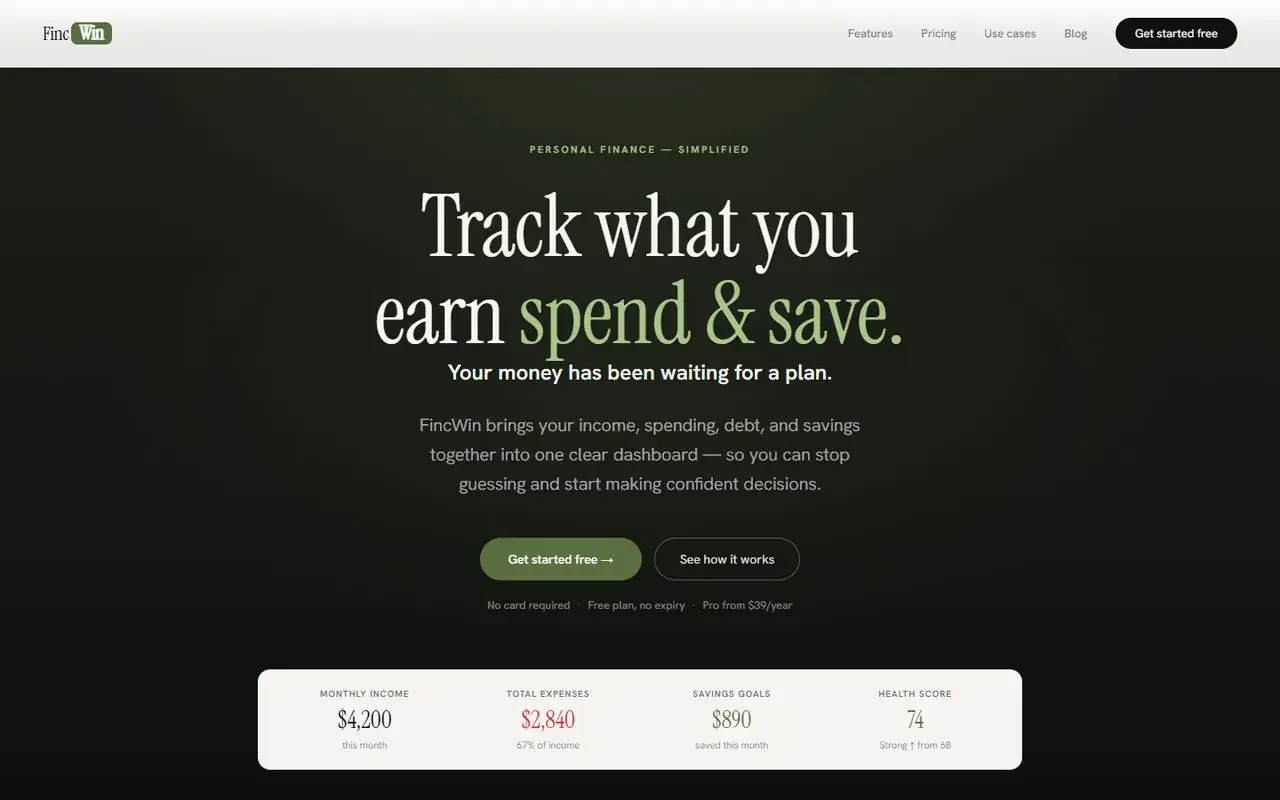 FincWin
Features
Pricing
Use cases
Blog
Get started free
PERSONAL FINANCE — SIMPLIFIED
Track what you
earn spend & save.
Your money has been waiting for a plan.
FincWin brings your income, spending, debt, and savings
together into one clear dashboard — so you can stop
guessing and start making confident decisions.
Get started free →
See how it works
No card required · Free plan, no expiry · Pro from $39/year
MONTHLY INCOME
$4,200
this month
TOTAL EXPENSES
$2,840
67% of income
SAVINGS GOALS
$890
saved this month
HEALTH SCORE
74
Strong ↑ from 68